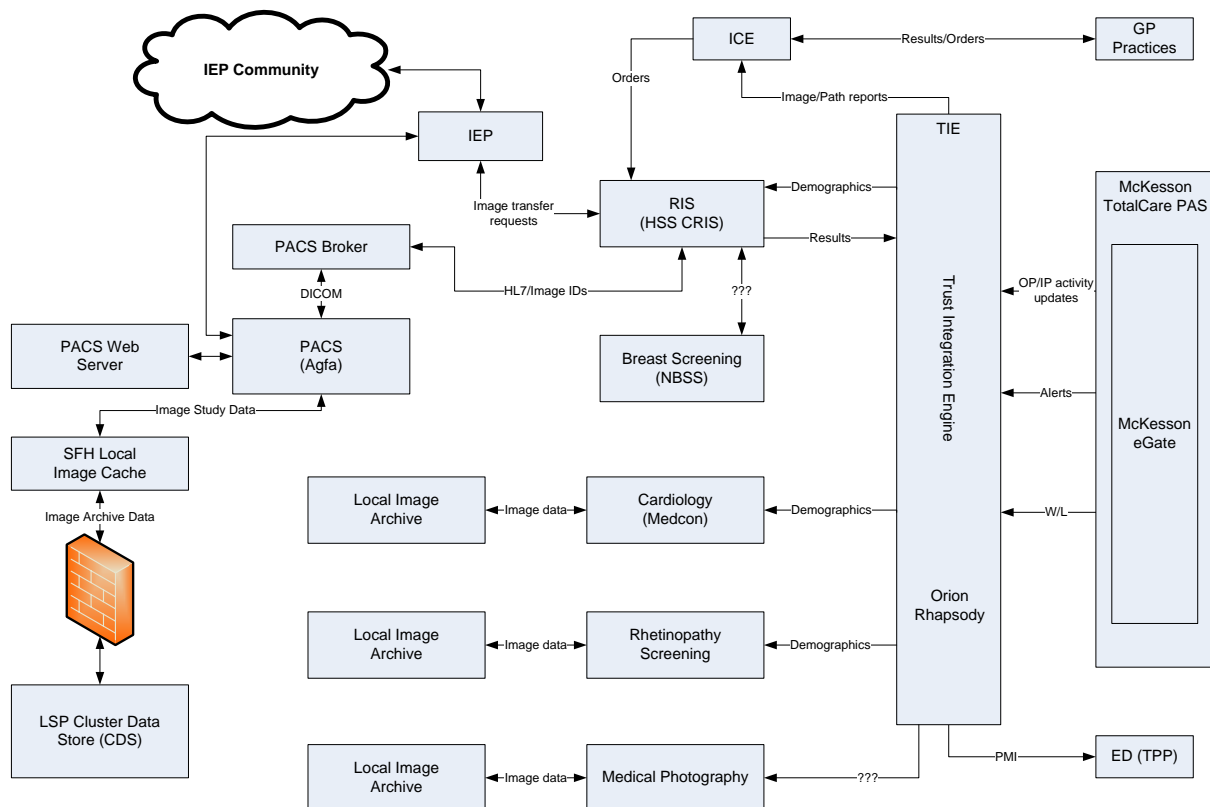 ICE
Results/Orders
GP
Practices
IEP Community
Orders
Image/Path reports
IEP
TIE
McKesson
TotalCare PAS
Demographics
RIS
(HSS CRIS)
Image transfer
requests
Results
PACS Broker
HL7/Image IDs
???
DICOM
OP/IP activity
updates
Trust Integration Engine
PACS Web
Server
PACS
(Agfa)
Breast Screening
(NBSS)
Alerts
Image Study Data
McKesson
eGate
SFH Local
Image Cache
Local Image
Archive
Image data
Cardiology
(Medcon)
Demographics
W/L
Image Archive Data
Local Image
Archive
Image data
Rhetinopathy
Screening
Demographics
Orion
Rhapsody
LSP Cluster Data
Store (CDS)
PMI
ED (TPP)
Local Image
Archive
Image data
Medical Photography
???